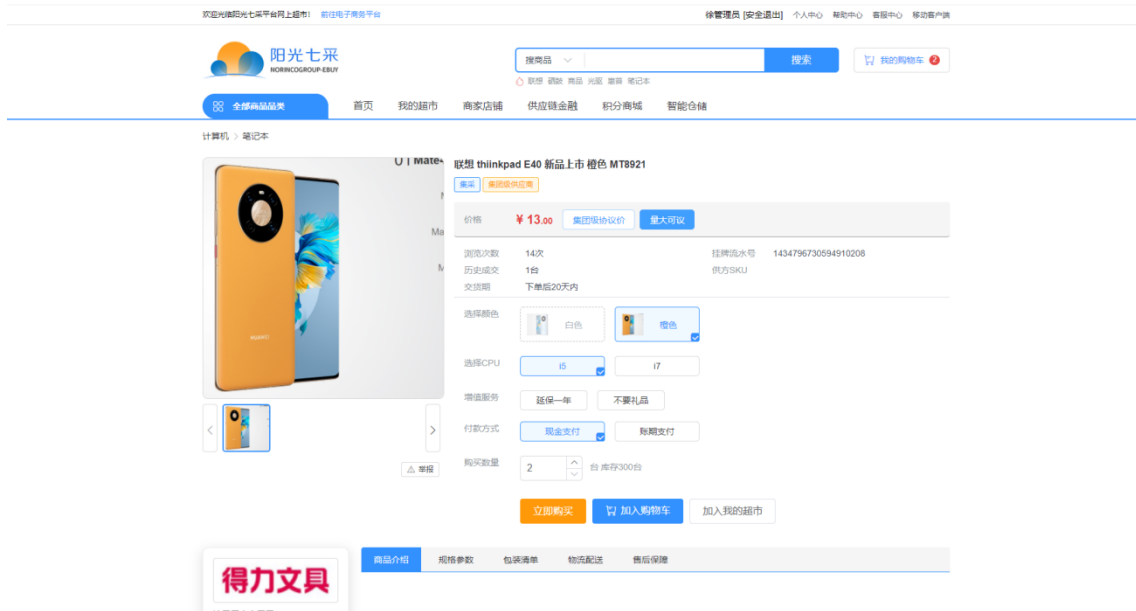 欢迎光临阳光七采平台网上超市! 前往电子商务平台
徐管理员 [安全退出] 个人中心 帮助中心 客服中心 移动客户端
阳光七采
NORINCOGROUP-EBUY
搜商品
搜索
我的购物车 2
联想 硒鼓 商品 光驱 墨盒 笔记本
全部商品品类 首页 我的超市 商家店铺 供应链金融 积分商城 智能仓储
计算机 > 笔记本
联想 thiinkpad E40 新品上市 橙色 MT8921
集采 集团级供应商
价格 ¥ 13.00 集团级协议价 量大可议
浏览次数 14次 挂牌流水号 1434796730594910208
历史成交 1台 供方SKU
交货期 下单后20天内
选择颜色 白色 橙色
选择CPU i5 i7
增值服务 延保一年 不要礼品
付款方式 现金支付 账期支付
举报
购买数量 2 台 库存300台
立即购买 加入购物车 加入我的超市
得力文具
商品介绍 规格参数 包装清单 物流配送 售后保障